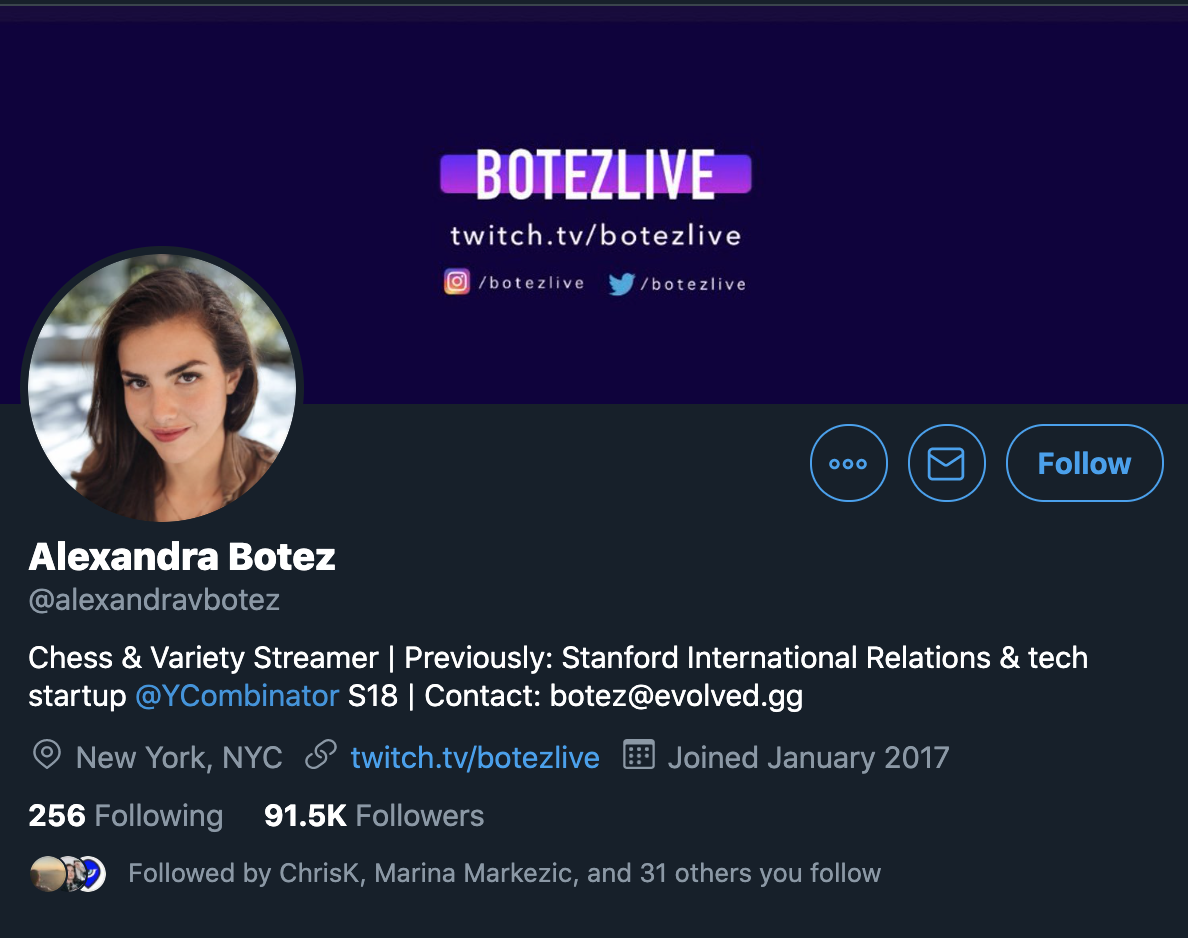 BOTEZLIVE
twitch.tv/botezlive
/botezlive /botezlive
Follow
Alexandra Botez
@alexandravbotez
Chess & Variety Streamer | Previously: Stanford International Relations & tech
startup @YCombinator S18 | Contact: botez@evolved.gg
New York, NYC twitch.tv/botezlive Joined January 2017
256 Following 91.5K Followers
Followed by ChrisK, Marina Markezic, and 31 others you follow